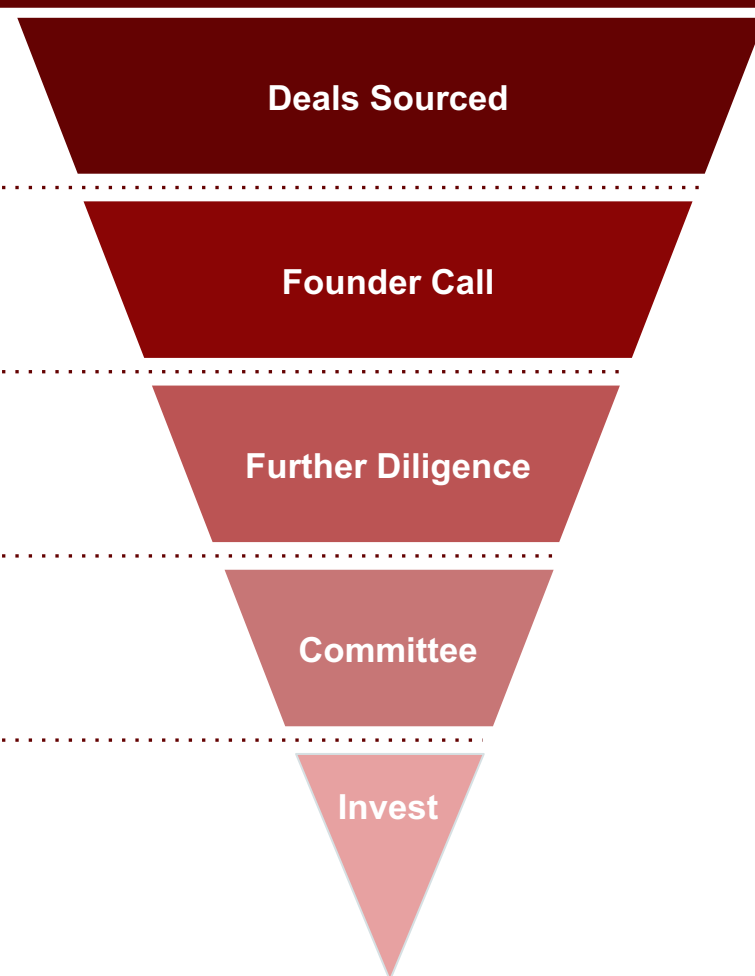 Deals Sourced
Founder Call
Further Diligence
Committee
Invest